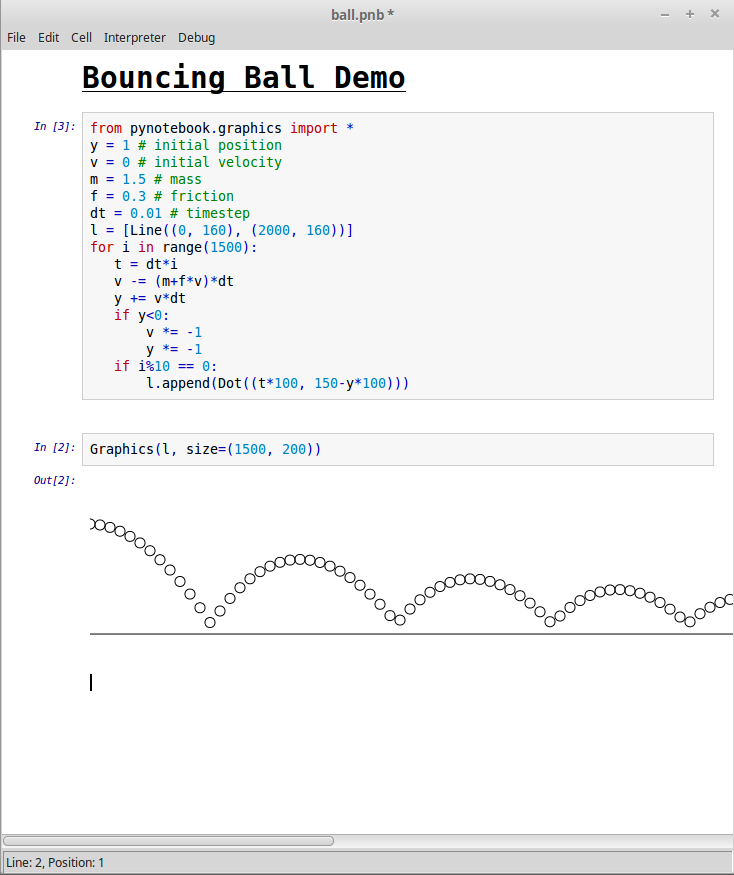 ball.pnb *
File Edit Cell Interpreter Debug
Bouncing Ball Demo
In [3]:
from pynotebook.graphics import *
y = 1 # initial position
v = 0 # initial velocity
m = 1.5 # mass
f = 0.3 # friction
dt = 0.01 # timestep
l = [Line((0, 160), (2000, 160))]
for i in range(1500):
   t = dt*i
   v -= (m+f*v)*dt
   y += v*dt
   if y<0:
       v *= -1
       y *= -1
   if i%10 == 0:
       l.append(Dot((t*100, 150-y*100)))
In [2]:
Graphics(l, size=(1500, 200))
Out[2]:
Line: 2, Position: 1